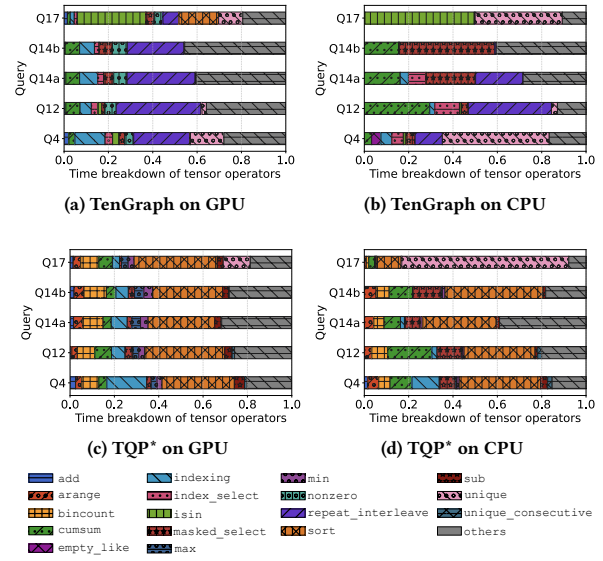 Q17
Q14b
Q14a
Q12
Q4
Query
0.0 0.2 0.4 0.6 0.8 1.0
Time breakdown of tensor operators
(a) TenGraph on GPU
Q17
Q14b
Q14a
Q12
Q4
Query
0.0 0.2 0.4 0.6 0.8 1.0
Time breakdown of tensor operators
(b) TenGraph on CPU
Q17
Q14b
Q14a
Q12
Q4
Query
0.0 0.2 0.4 0.6 0.8 1.0
Time breakdown of tensor operators
(c) TQP* on GPU
Q17
Q14b
Q14a
Q12
Q4
Query
0.0 0.2 0.4 0.6 0.8 1.0
Time breakdown of tensor operators
(d) TQP* on CPU
add
arange
bincount
cumsum
empty_like
indexing
index_select
isin
masked_select
max
min
nonzero
repeat_interleave
sort
sub
unique
unique_consecutive
others